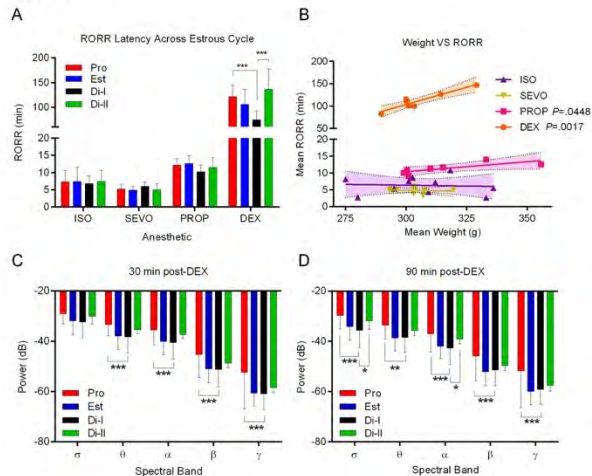 A
RORR Latency Across Estrous Cycle
200
150
100
50
20
15
10
5
0
RORR (min)
Pro
Est
Di-I
Di-II
***
***
ISO
SEVO
PROP
DEX
Anesthetic
B
Weight VS RORR
200
150
100
50
20
15
10
5
0
Mean RORR (min)
ISO
SEVO
PROP P=.0448
DEX P=.0017
275
300
325
350
Mean Weight (g)
C
30 min post-DEX
-20
-40
-60
-80
Power (dB)
Pro
Est
Di-I
Di-II
***
***
***
***
σ
θ
α
β
γ
Spectral Band
D
90 min post-DEX
-20
-40
-60
-80
Power (dB)
Pro
Est
Di-I
Di-II
***
*
**
***
*
***
***
σ
θ
α
β
γ
Spectral Band